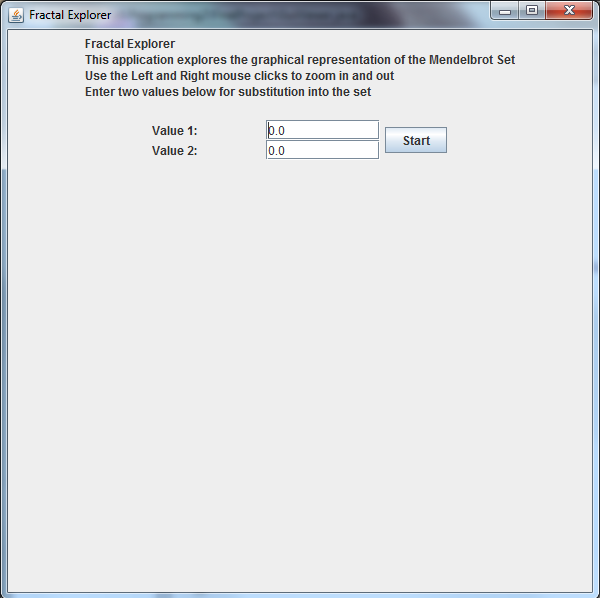 Fractal Explorer
Fractal Explorer
This application explores the graphical representation of the Mendelbrot Set
Use the Left and Right mouse clicks to zoom in and out
Enter two values below for substitution into the set
Value 1: 0.0
Start
Value 2: 0.0